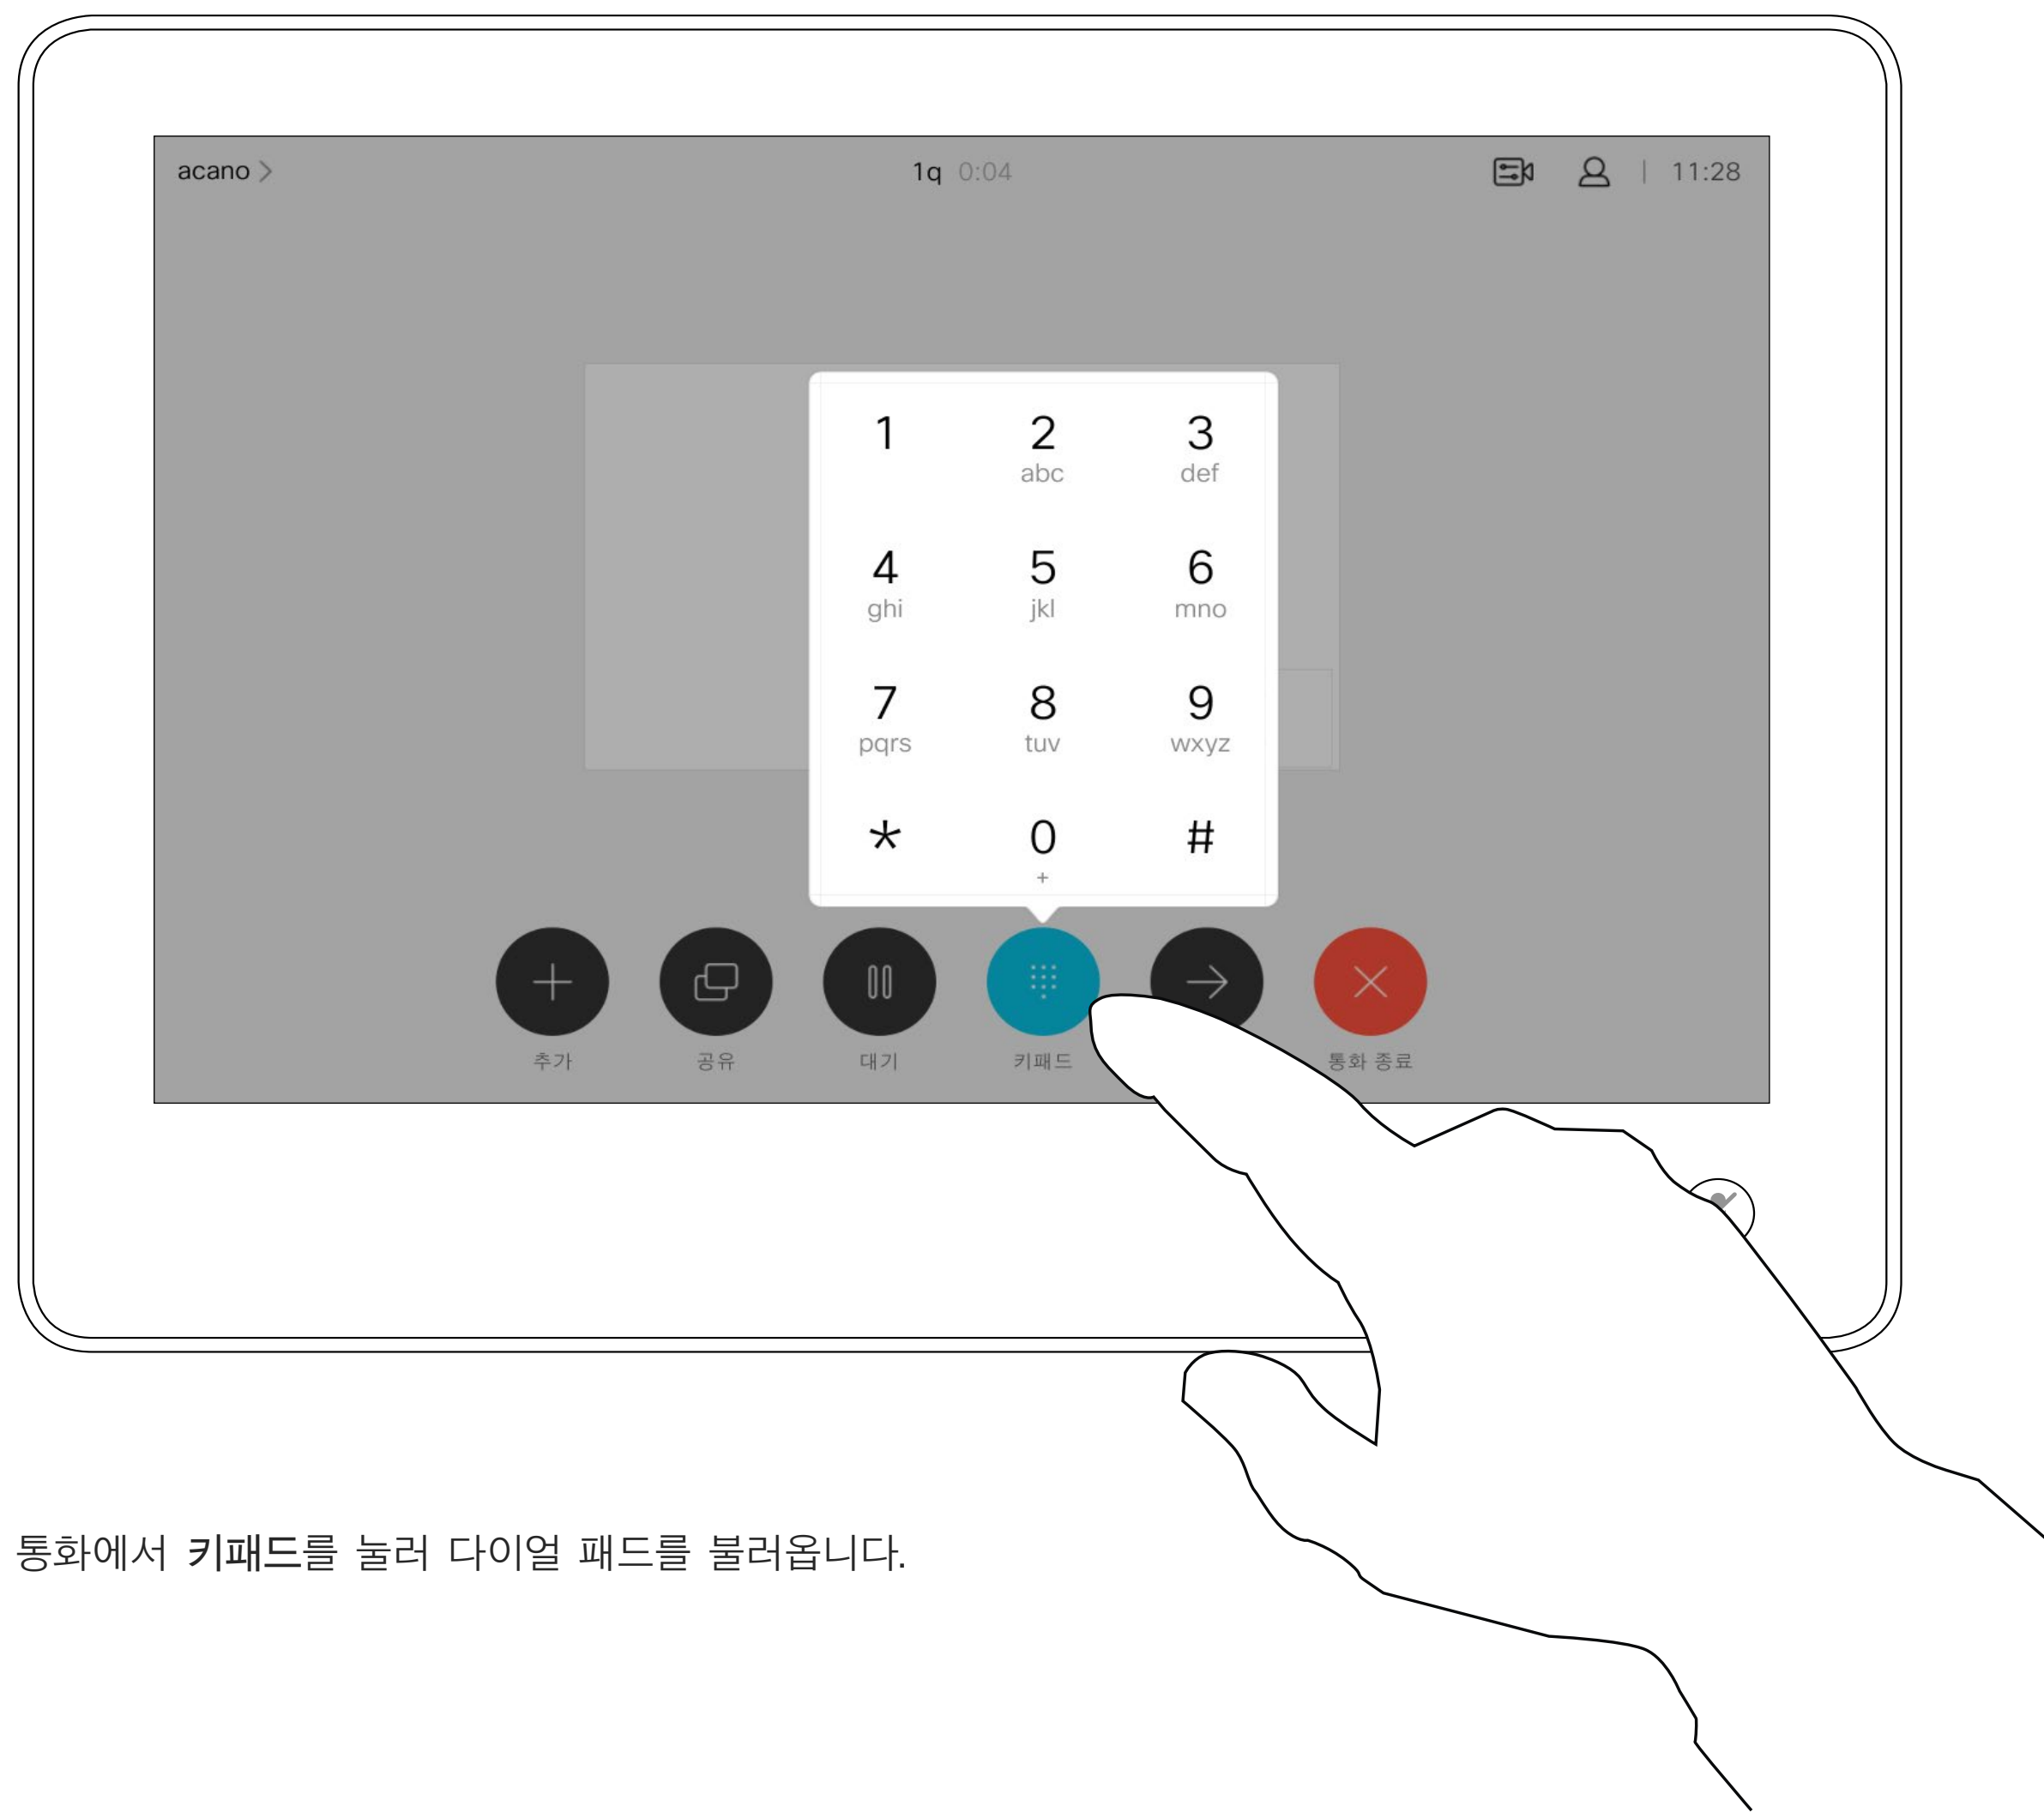 acano
1q 0:04
11:28
1 2 3
abc def
4 5 6
ghi jkl mno
7 8 9
pqrs tuv wxyz
* 0 #
+
추가 공유 대기 키패드 통화 종료
통화에서 키패드를 눌러 다이얼 패드를 불러옵니다.